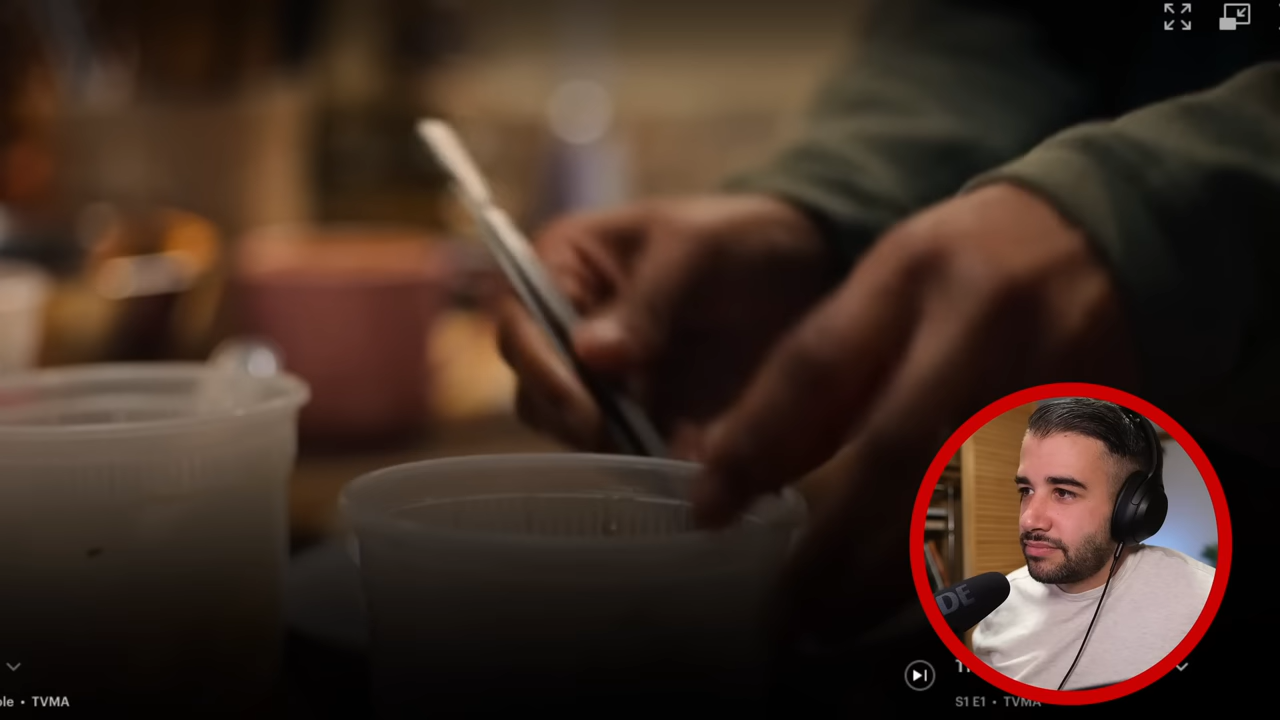 DE
ole • TVMA
S1 E1 • TVMA